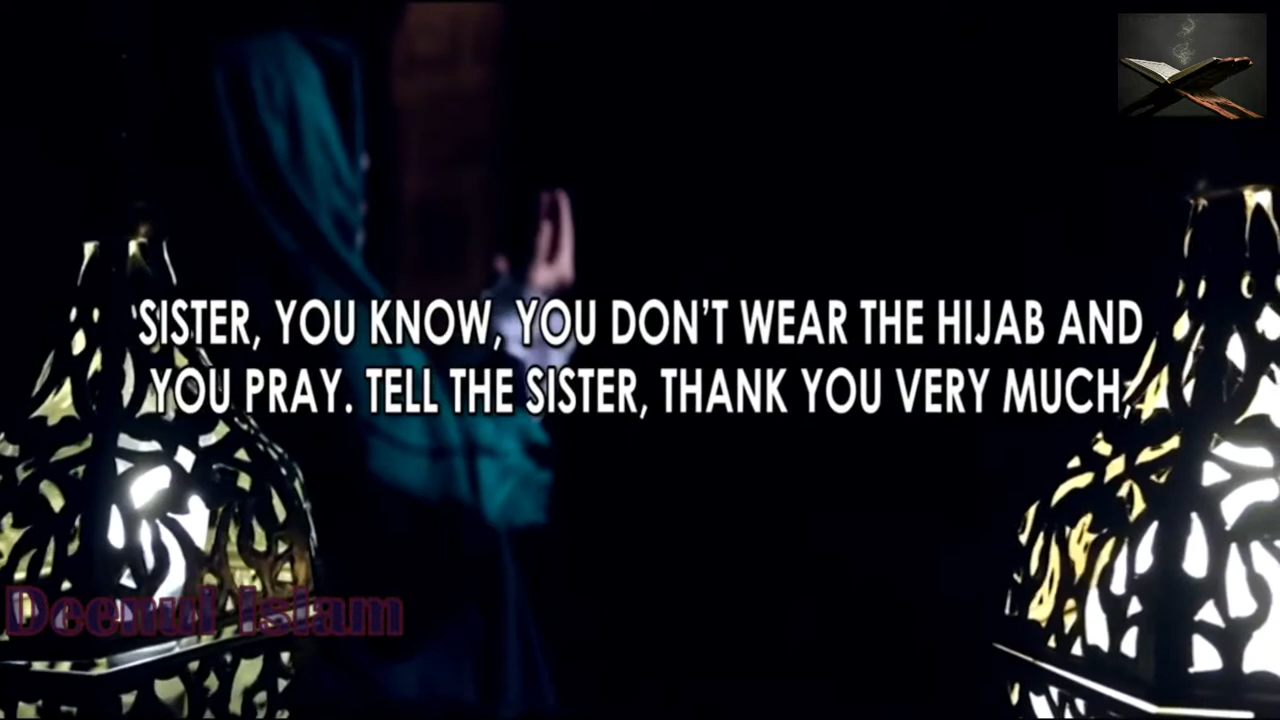 'SISTER, YOU KNOW, YOU DON'T WEAR THE HIJAB AND
YOU PRAY. TELL THE SISTER, THANK YOU VERY MUCH,
Deenul Islam